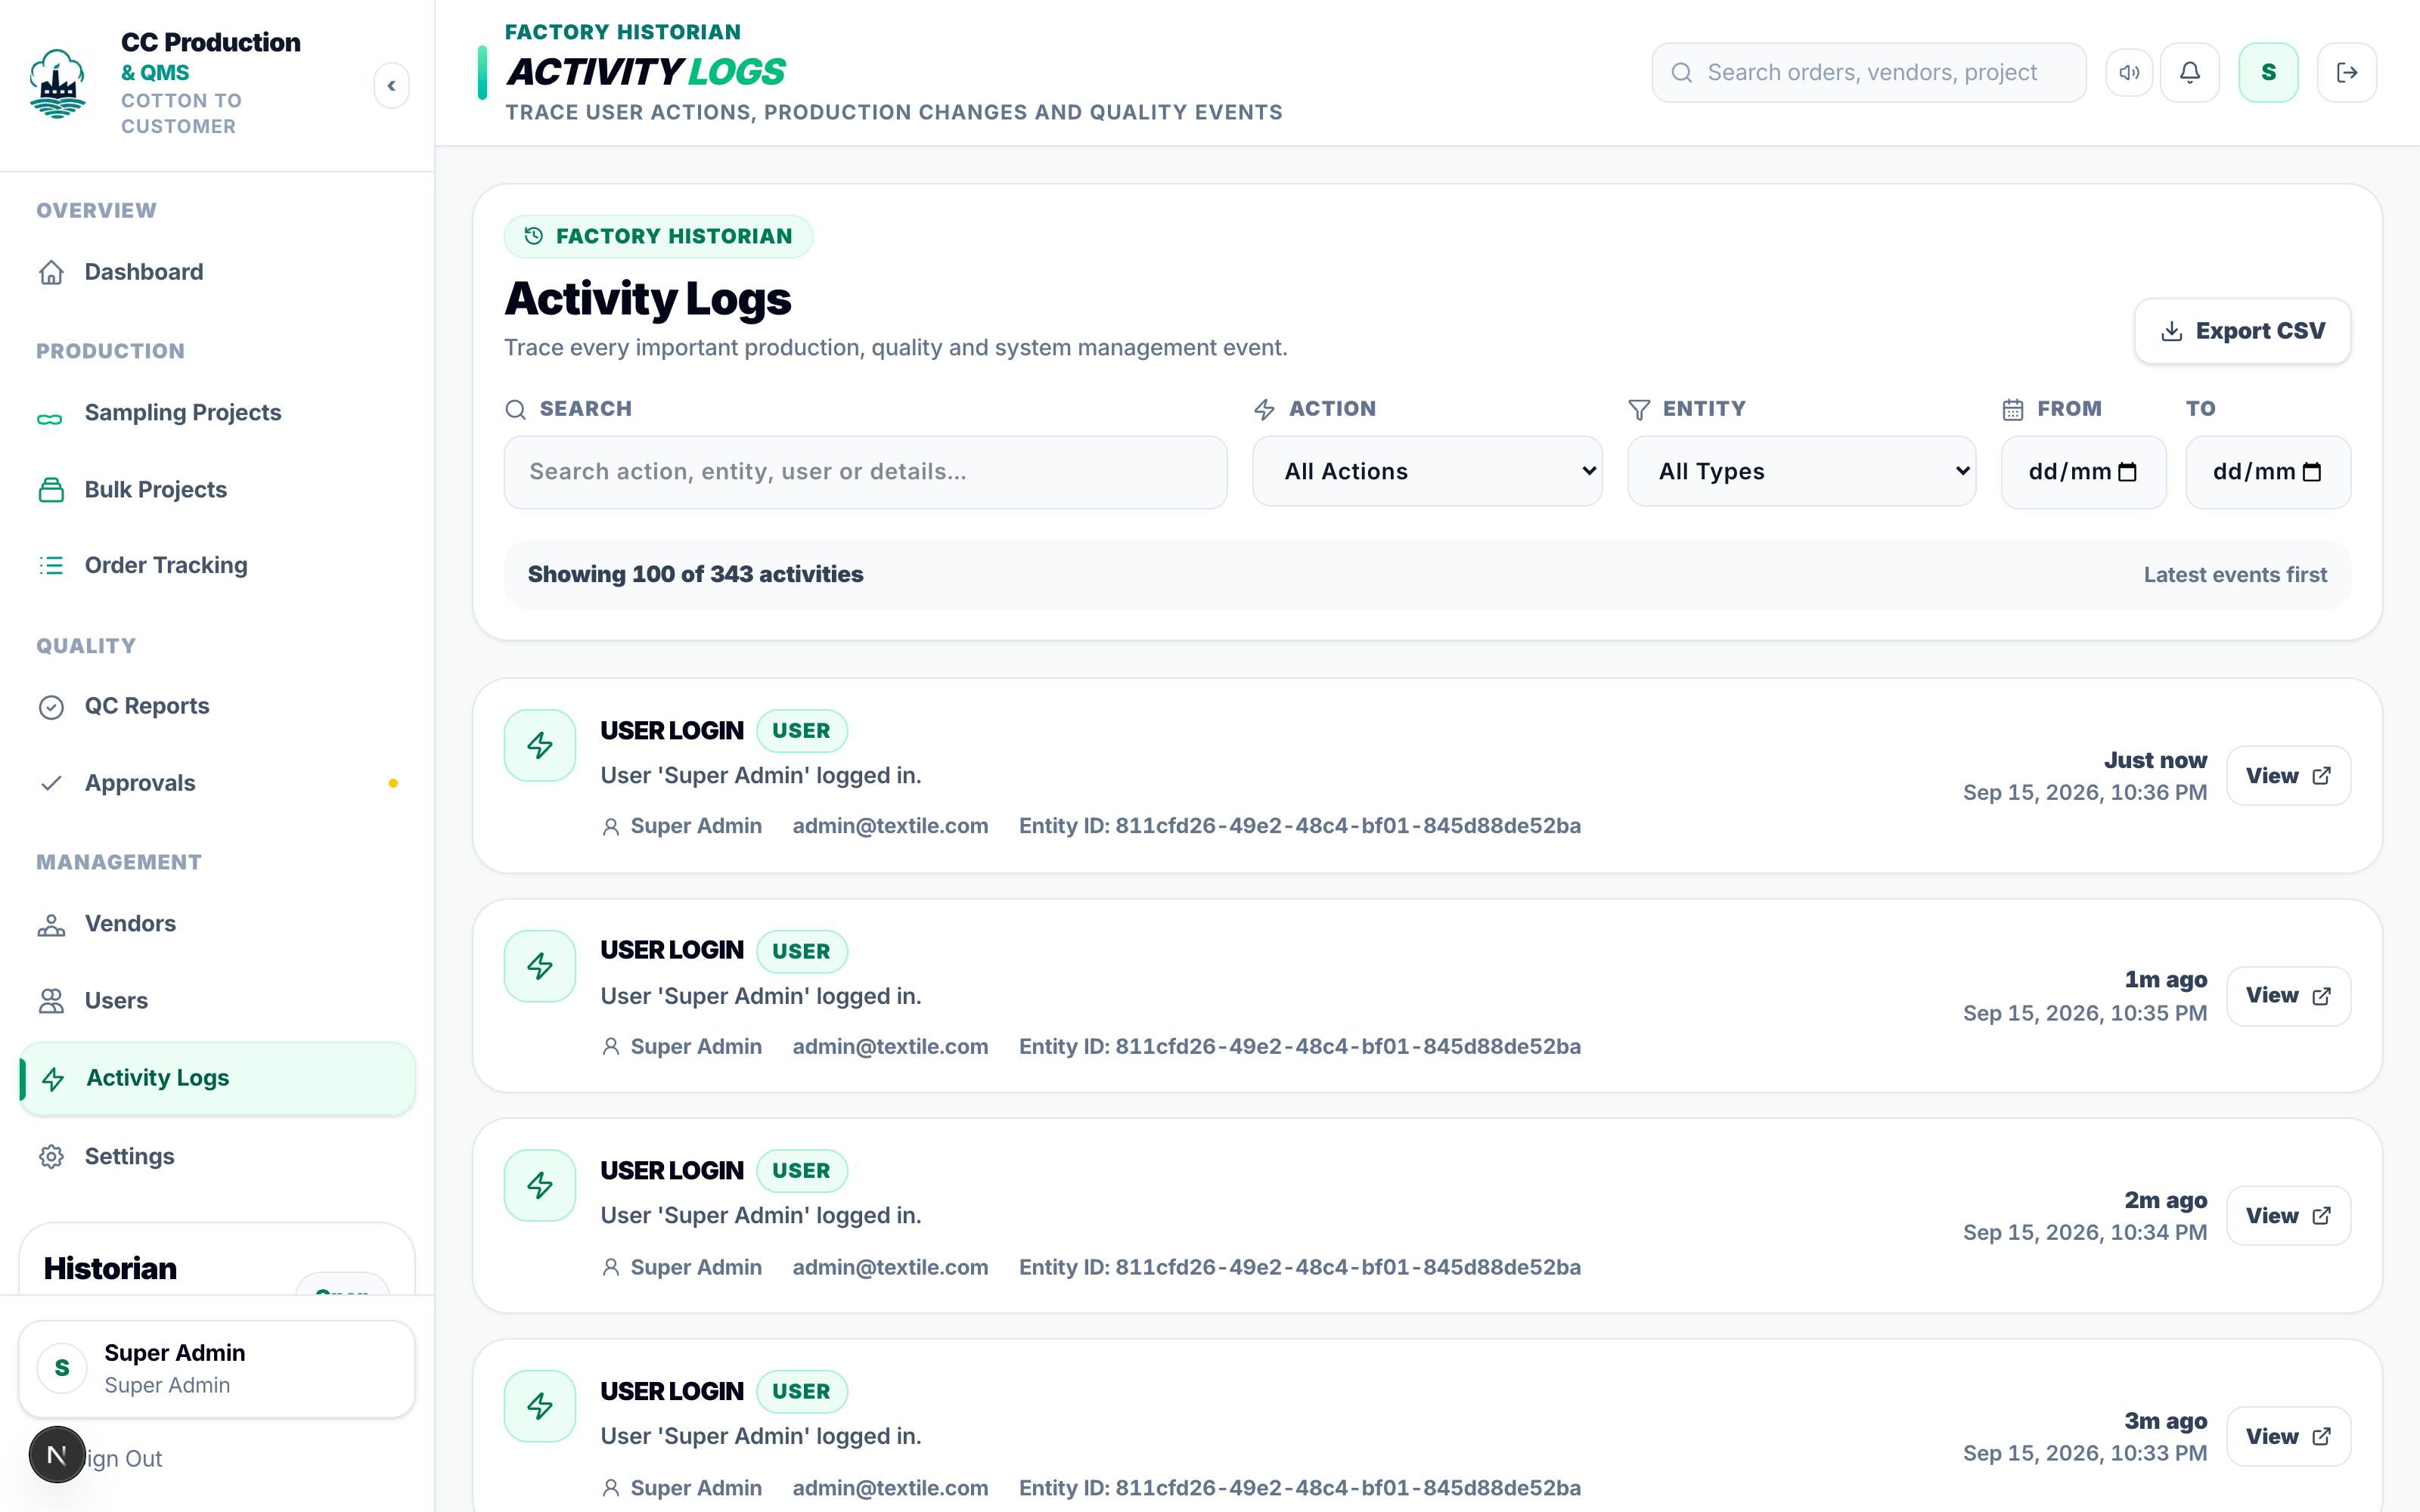 CC Production
& QMS
COTTON TO
CUSTOMER
OVERVIEW
Dashboard
PRODUCTION
Sampling Projects
Bulk Projects
Order Tracking
QUALITY
QC Reports
Approvals
MANAGEMENT
Vendors
Users
Activity Logs
Settings
Historian
S
Super Admin
Super Admin
N
ign Out
FACTORY HISTORIAN
ACTIVITY LOGS
TRACE USER ACTIONS, PRODUCTION CHANGES AND QUALITY EVENTS
Search orders, vendors, project
S
FACTORY HISTORIAN
Activity Logs
Trace every important production, quality and system management event.
Export CSV
SEARCH
ACTION
ENTITY
FROM
TO
Search action, entity, user or details...
All Actions
All Types
dd/mm
dd/mm
Showing 100 of 343 activities
Latest events first
USER LOGIN USER
User 'Super Admin' logged in.
Super Admin admin@textile.com Entity ID: 811cfd26-49e2-48c4-bf01-845d88de52ba
Just now
Sep 15, 2026, 10:36 PM
View
USER LOGIN USER
User 'Super Admin' logged in.
Super Admin admin@textile.com Entity ID: 811cfd26-49e2-48c4-bf01-845d88de52ba
1m ago
Sep 15, 2026, 10:35 PM
View
USER LOGIN USER
User 'Super Admin' logged in.
Super Admin admin@textile.com Entity ID: 811cfd26-49e2-48c4-bf01-845d88de52ba
2m ago
Sep 15, 2026, 10:34 PM
View
USER LOGIN USER
User 'Super Admin' logged in.
Super Admin admin@textile.com Entity ID: 811cfd26-49e2-48c4-bf01-845d88de52ba
3m ago
Sep 15, 2026, 10:33 PM
View